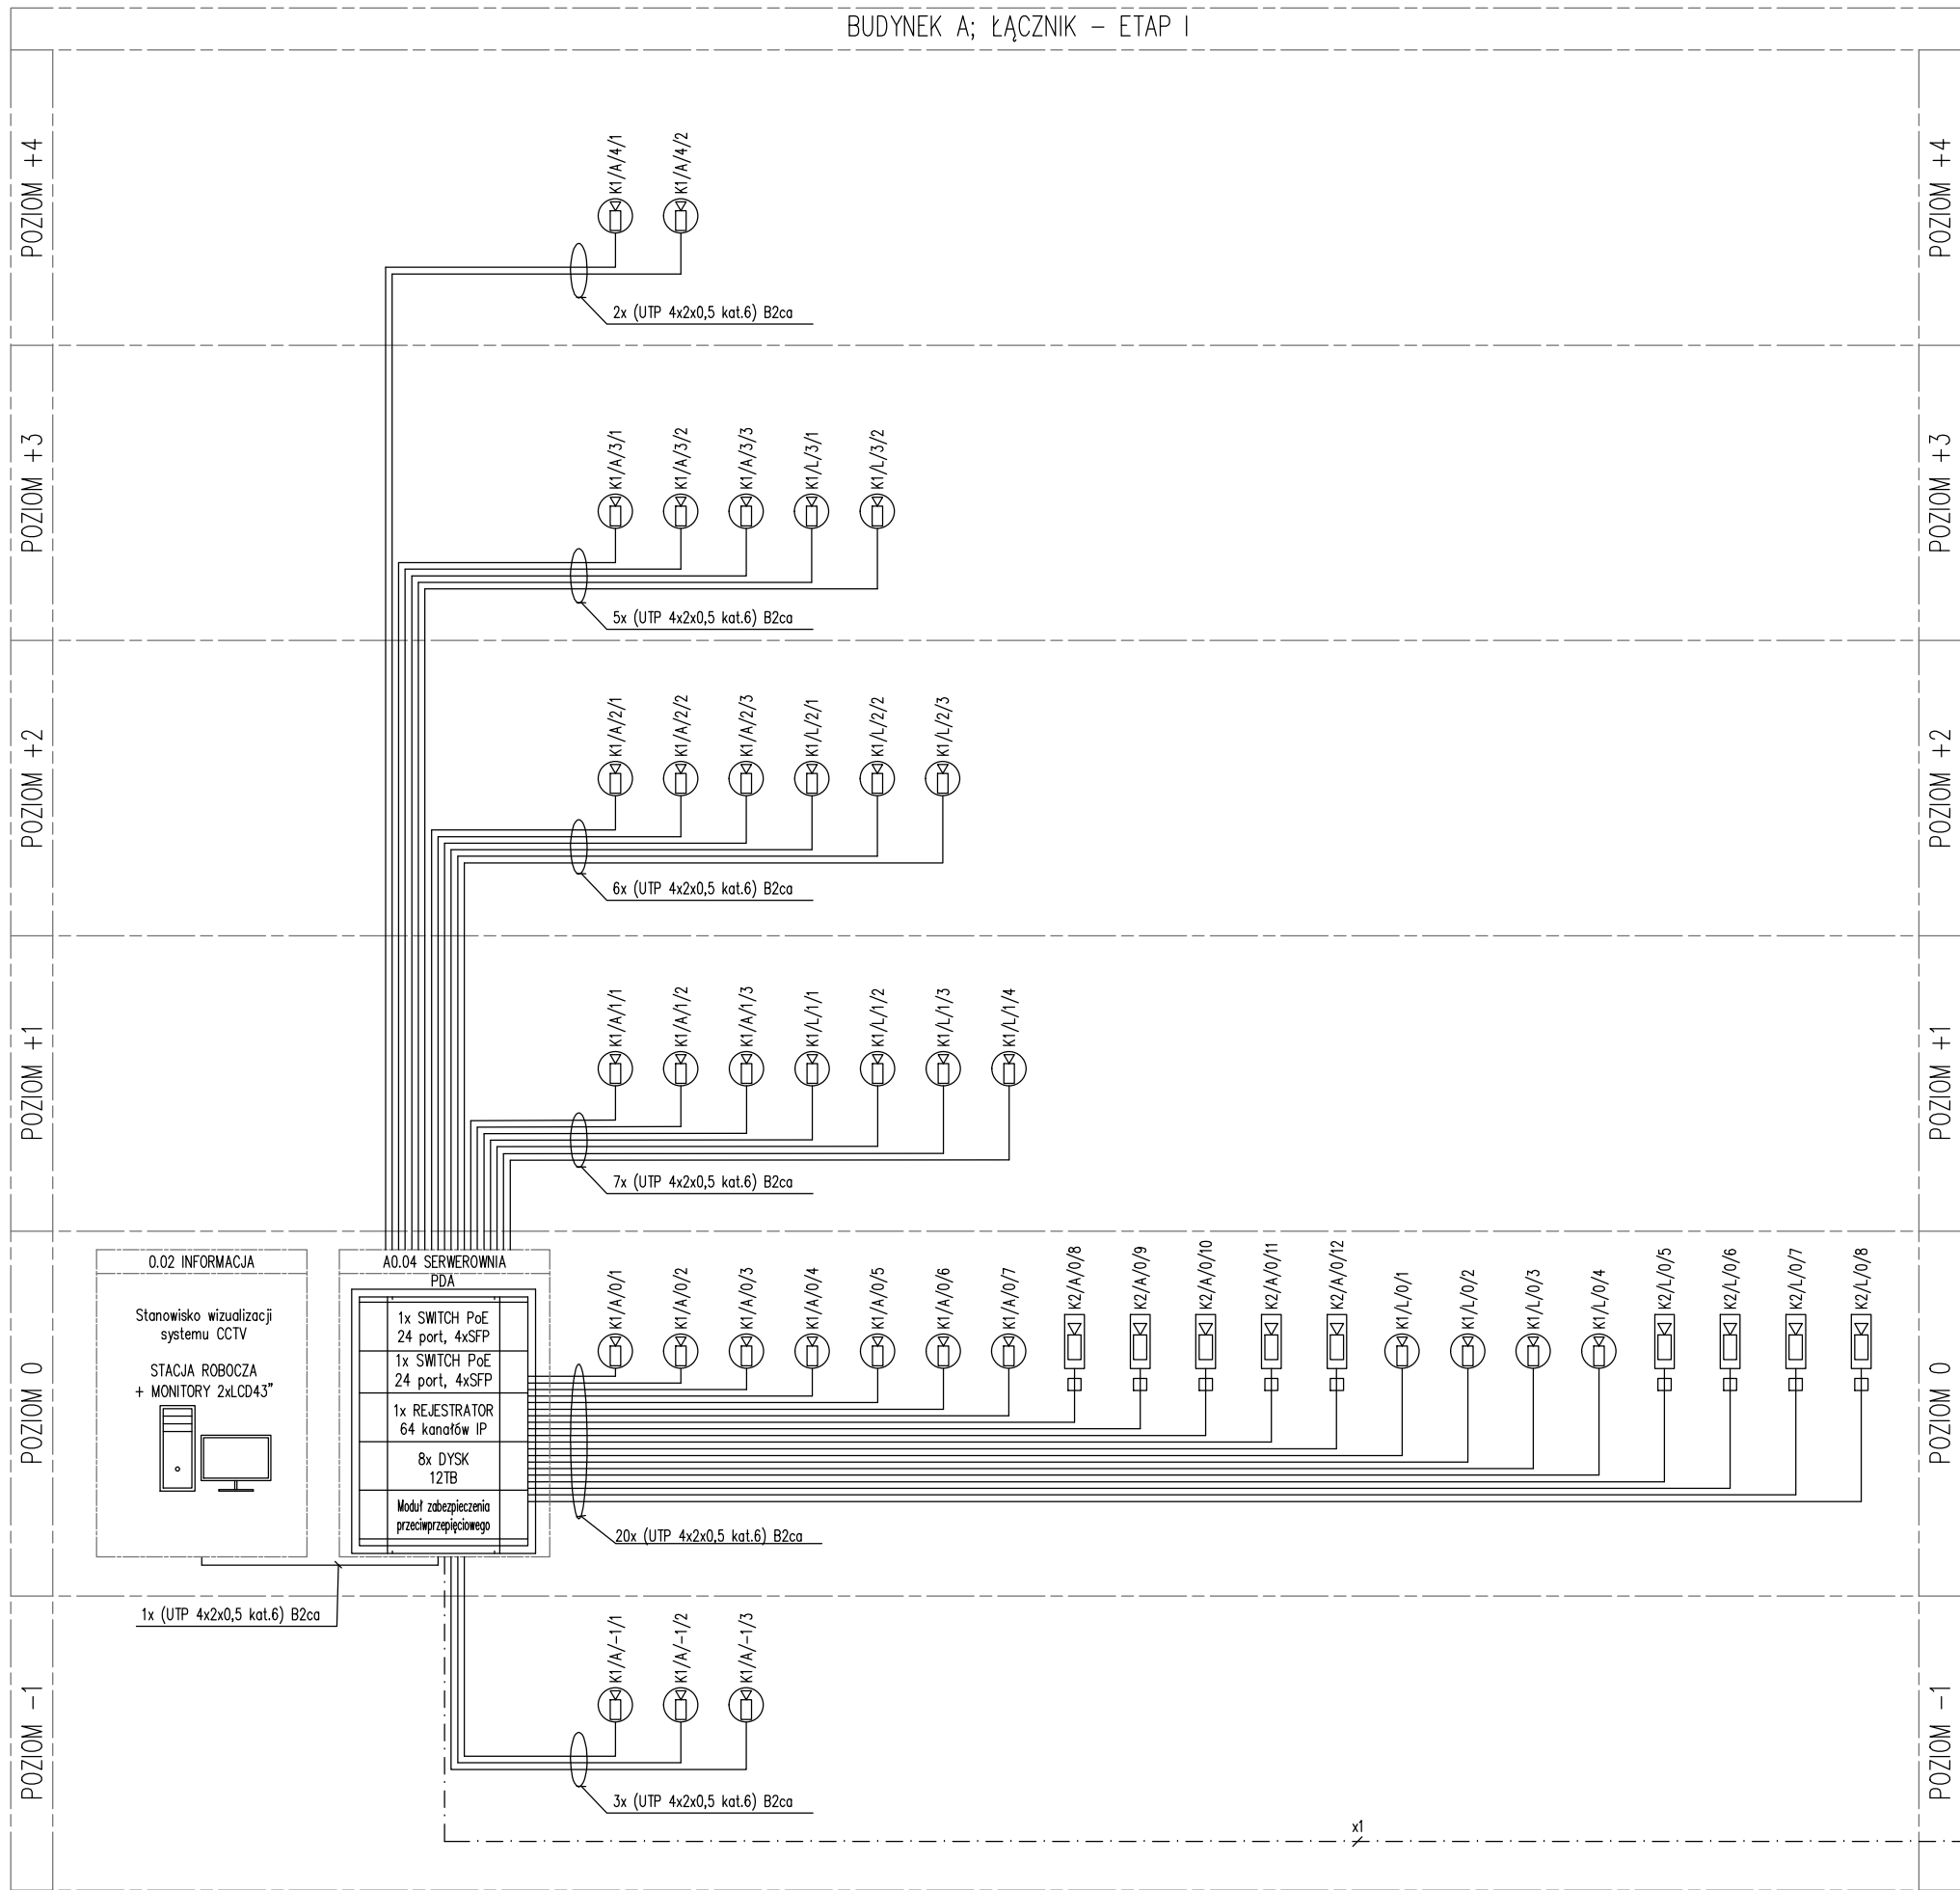 BUDYNEK A; ŁĄCZNIK – ETAP I
POZIOM +4
K1/A/4/1
K1/A/4/2
2x (UTP 4x2x0,5 kat.6) B2ca
POZIOM +4
POZIOM +3
K1/A/3/1
K1/A/3/2
K1/A/3/3
K1/L/3/1
K1/L/3/2
5x (UTP 4x2x0,5 kat.6) B2ca
POZIOM +3
POZIOM +2
K1/A/2/1
K1/A/2/2
K1/A/2/3
K1/L/2/1
K1/L/2/2
K1/L/2/3
6x (UTP 4x2x0,5 kat.6) B2ca
POZIOM +2
POZIOM +1
K1/A/1/1
K1/A/1/2
K1/A/1/3
K1/L/1/1
K1/L/1/2
K1/L/1/3
K1/L/1/4
7x (UTP 4x2x0,5 kat.6) B2ca
POZIOM +1
POZIOM 0
0.02 INFORMACJA
Stanowisko wizualizacji
systemu CCTV
STACJA ROBOCZA
+ MONITORY 2xLCD43"
A0.04 SERWEROWNIA
PDA
1x SWITCH PoE
24 port, 4xSFP
1x SWITCH PoE
24 port, 4xSFP
1x REJESTRATOR
64 kanałów IP
8x DYSK
12TB
Moduł zabezpieczenia
przeciwprzepięciowego
K1/A/0/1
K1/A/0/2
K1/A/0/3
K1/A/0/4
K1/A/0/5
K1/A/0/6
K1/A/0/7
K2/A/0/8
K2/A/0/9
K2/A/0/10
K2/A/0/11
K2/A/0/12
K1/L/0/1
K1/L/0/2
K1/L/0/3
K1/L/0/4
K2/L/0/5
K2/L/0/6
K2/L/0/7
K2/L/0/8
20x (UTP 4x2x0,5 kat.6) B2ca
POZIOM 0
1x (UTP 4x2x0,5 kat.6) B2ca
POZIOM -1
K1/A/-1/1
K1/A/-1/2
K1/A/-1/3
3x (UTP 4x2x0,5 kat.6) B2ca
x1
POZIOM -1